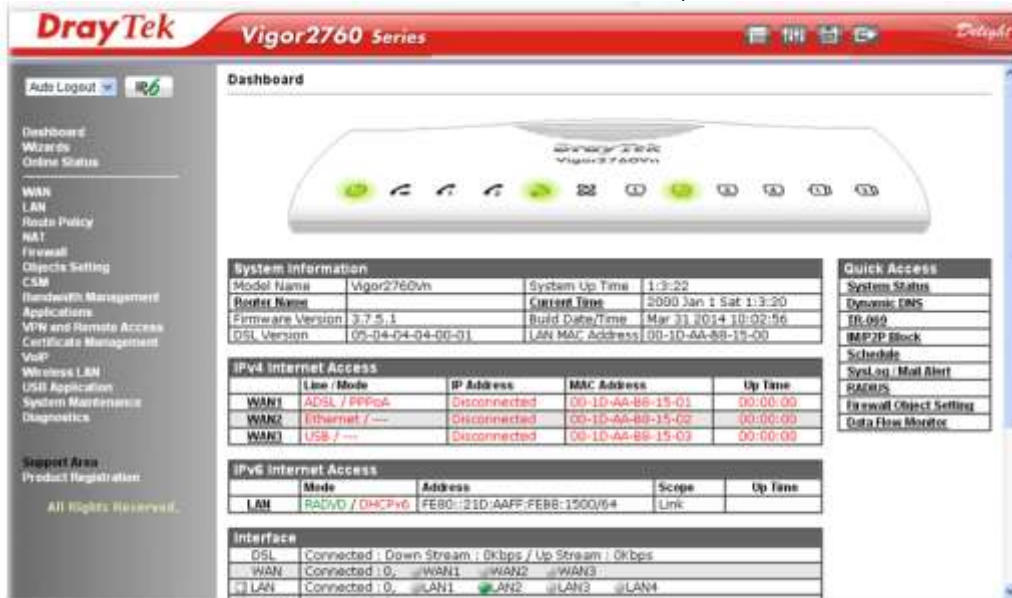 DrayTek
Vigor2760 Series
Delight
Auto Logout
IPv6
Dashboard
Wizards
Online Status
WAN
LAN
Route Policy
NAT
Firewall
Objects Setting
CSM
Bandwidth Management
Applications
VPN and Remote Access
Certificate Management
VoIP
Wireless LAN
USB Application
System Maintenance
Diagnostics
Support Area
Product Registration
All Rights Reserved.
Dashboard
DrayTek
Vigor2760Vn
System Information
Model Name Vigor2760Vn System Up Time 1:3:22
Router Name Current Time 2000 Jan 1 Sat 1:3:20
Firmware Version 3.7.5.1 Build Date/Time Mar 31 2014 10:02:56
DSL Version 05-04-04-04-00-01 LAN MAC Address 00-1D-AA-B8-15-00
IPv4 Internet Access
Line / Mode IP Address MAC Address Up Time
WAN1 ADSL / PPPoA Disconnected 00-1D-AA-B8-15-01 00:00:00
WAN2 Ethernet / --- Disconnected 00-1D-AA-B8-15-02 00:00:00
WAN3 USB / --- Disconnected 00-1D-AA-B8-15-03 00:00:00
IPv6 Internet Access
Mode Address Scope Up Time
LAN RADVD / DHCPv6 FE80::21D:AAFF:FEB8:1500/64 Link
Interface
DSL Connected : Down Stream : 0Kbps / Up Stream : 0Kbps
WAN Connected : 0, WAN1 WAN2 WAN3
LAN Connected : 0, LAN1 LAN2 LAN3 LAN4
Quick Access
System Status
Dynamic DNS
TR-069
IM/P2P Block
Schedule
SysLog / Mail Alert
RADIUS
Firewall Object Setting
Data Flow Monitor